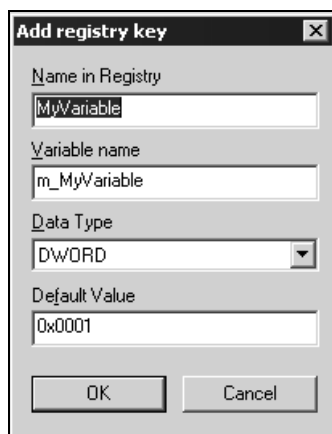 Add registry key
Name in Registry
MyVariable
Variable name
m_MyVariable
Data Type
DWORD
Default Value
0x0001
OK Cancel